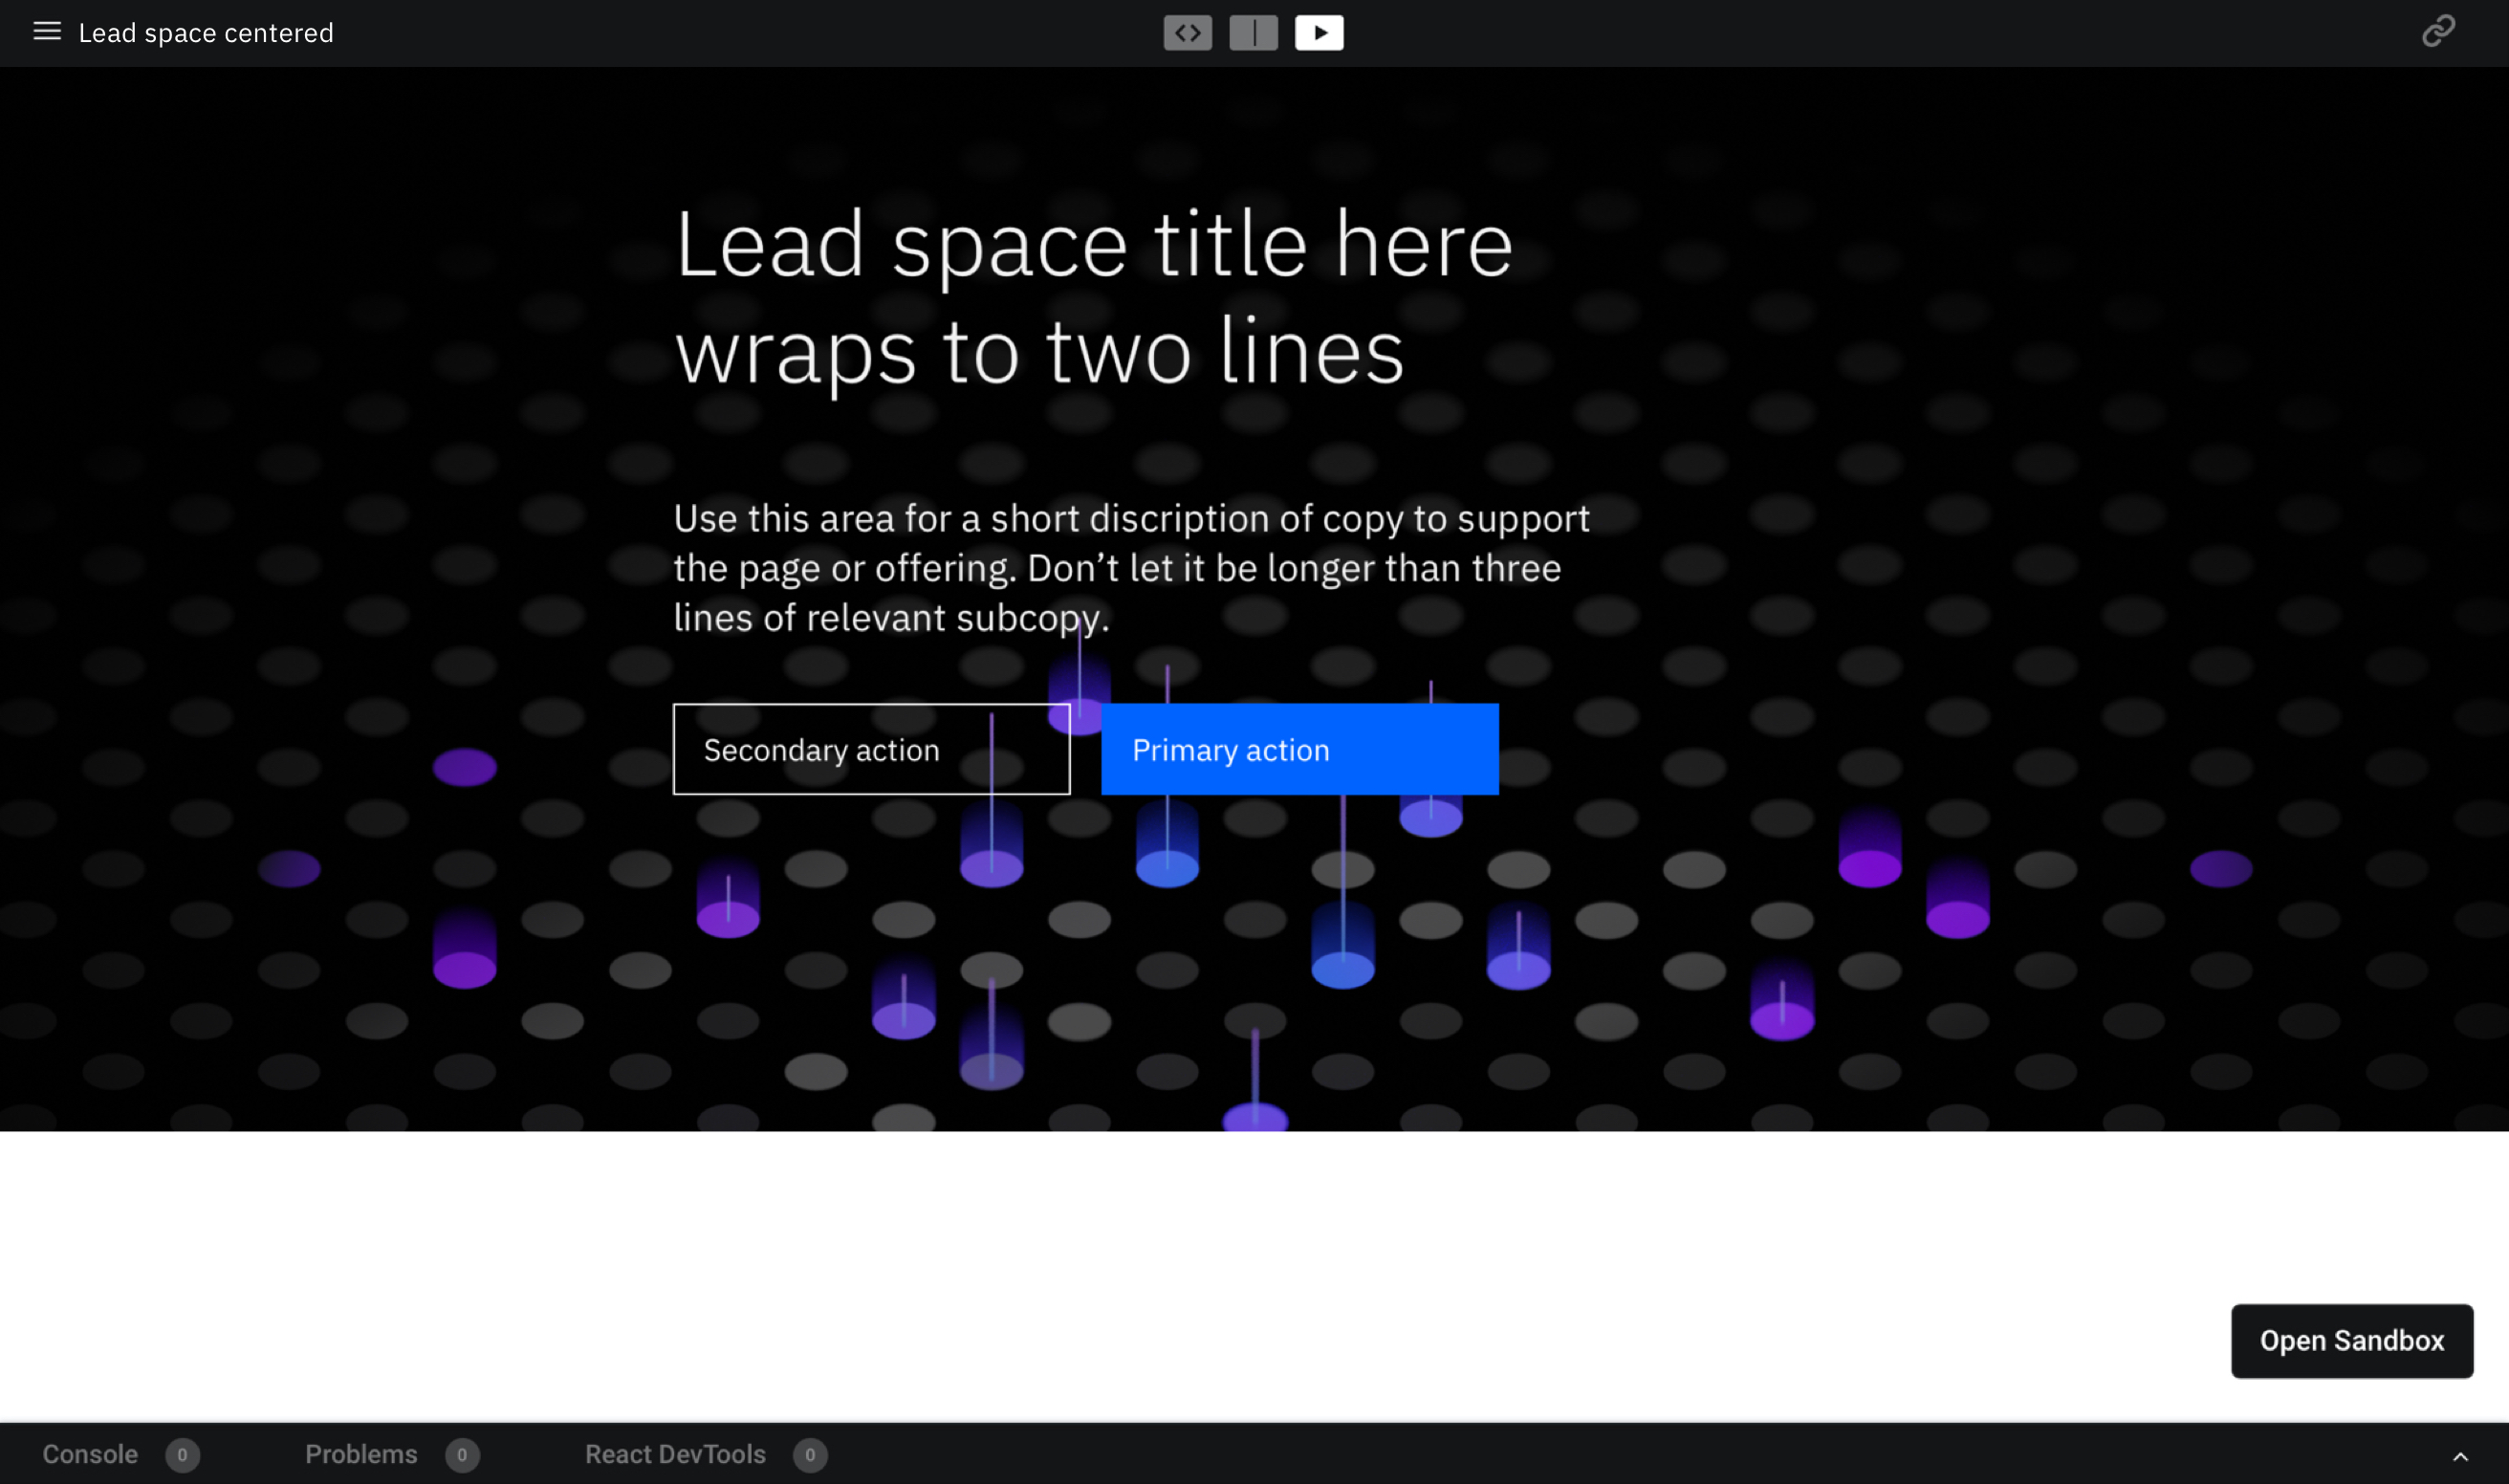 Lead space centered
Lead space title here
wraps to two lines
Use this area for a short discription of copy to support
the page or offering. Don’t let it be longer than three
lines of relevant subcopy.
Secondary action
Primary action
Open Sandbox
Console 0 Problems 0 React DevTools 0